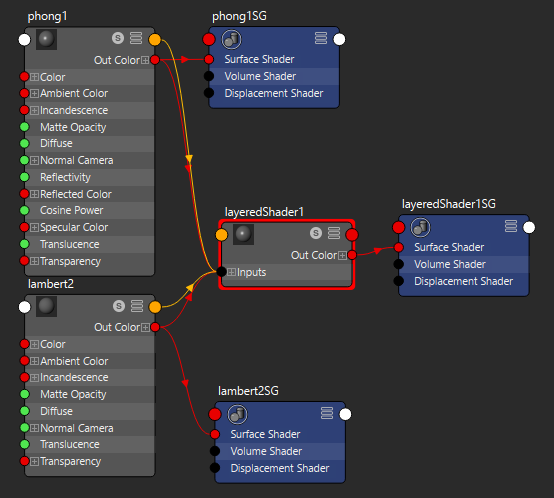 phong1
Out Color
Color
Ambient Color
Incandescence
Matte Opacity
Diffuse
Normal Camera
Reflectivity
Reflected Color
Cosine Power
Specular Color
Translucence
Transparency
phong1SG
Surface Shader
Volume Shader
Displacement Shader
layeredShader1
Out Color
Inputs
layeredShader1SG
Surface Shader
Volume Shader
Displacement Shader
lambert2
Out Color
Color
Ambient Color
Incandescence
Matte Opacity
Diffuse
Normal Camera
Translucence
Transparency
lambert2SG
Surface Shader
Volume Shader
Displacement Shader